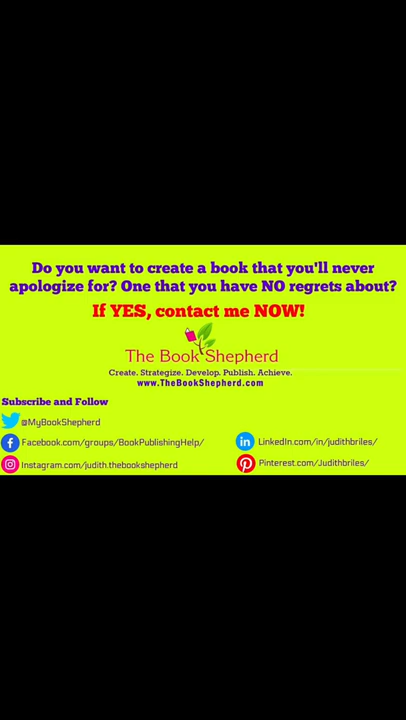 Do you want to create a book that you'll never
apologize for? One that you have NO regrets about?
If YES, contact me NOW!
The Book Shepherd
Create. Strategize. Develop. Publish. Achieve.
www.TheBookShepherd.com
Subscribe and Follow
@MyBookShepherd
Facebook.com/groups/BookPublishingHelp/
Instagram.com/judith.thebookshepherd
LinkedIn.com/in/judithbriles/
Pinterest.com/Judithbriles/